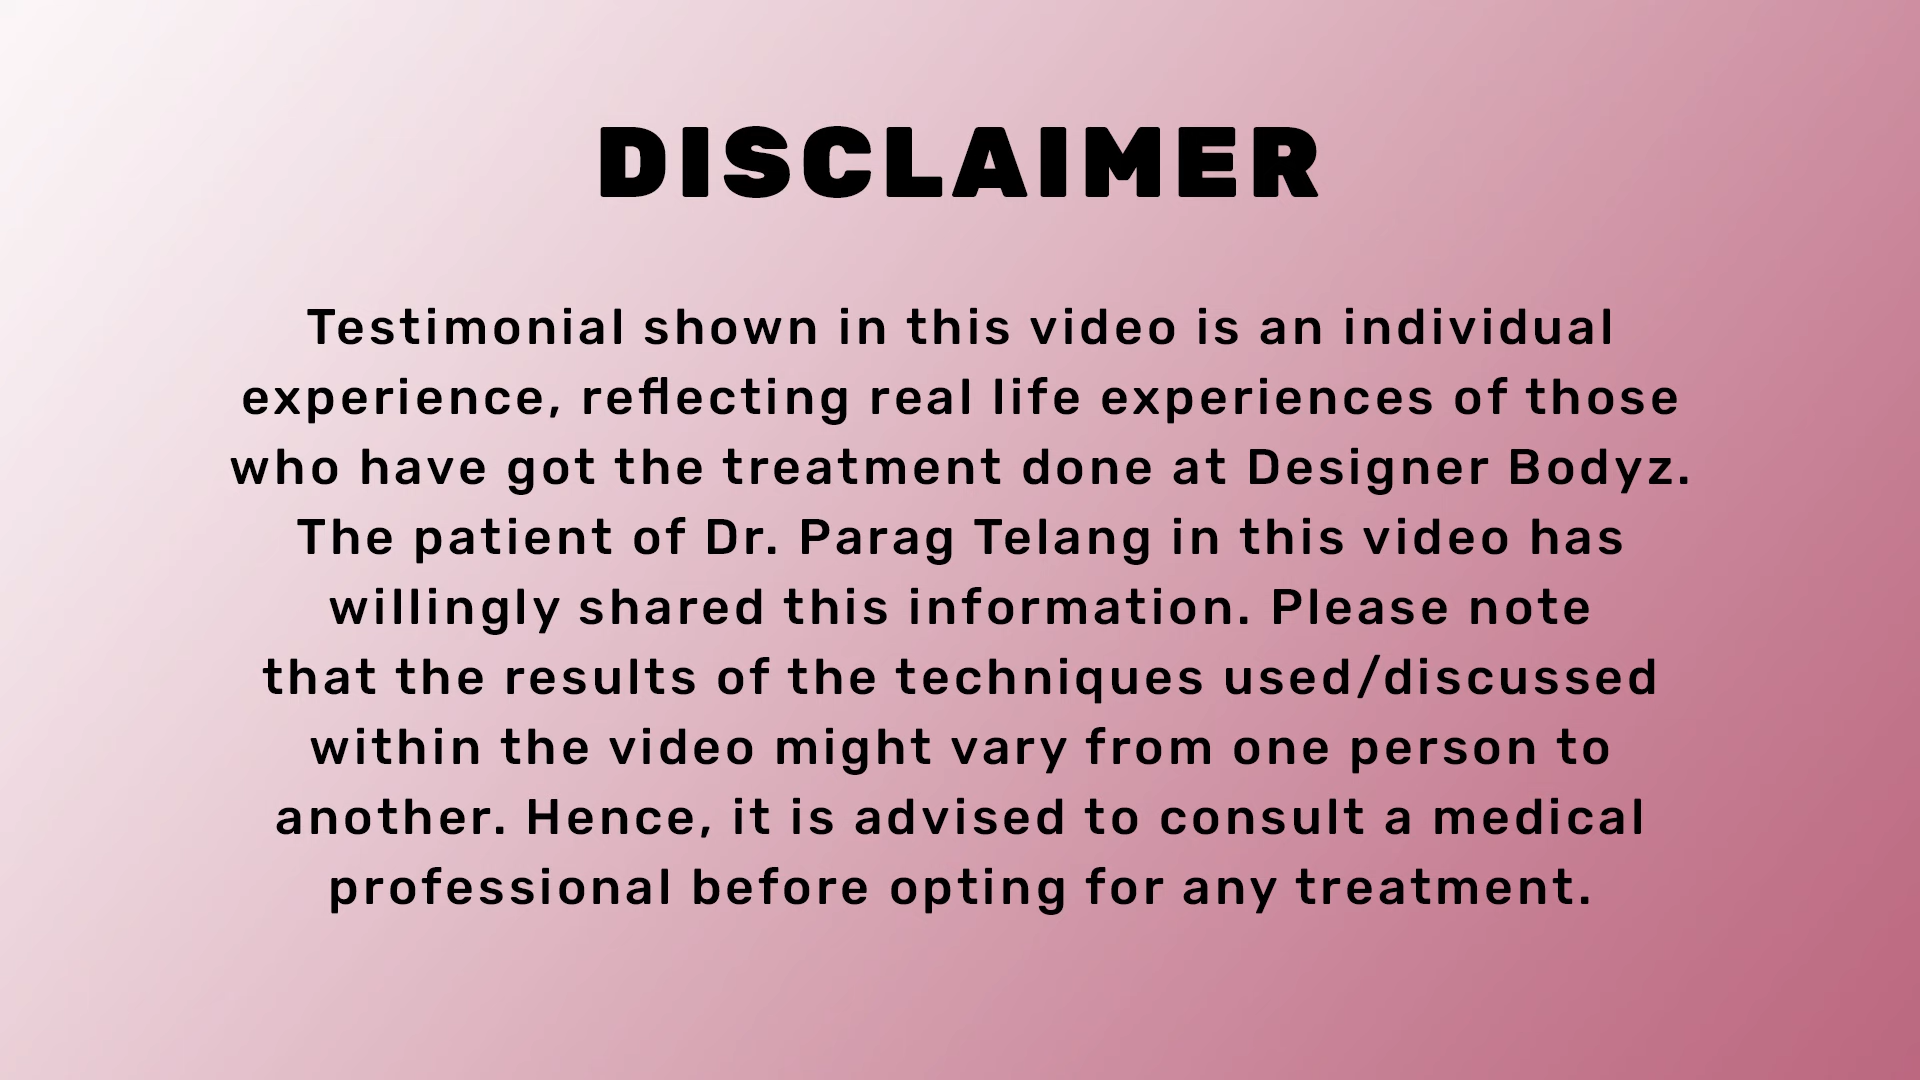 DISCLAIMER
Testimonial shown in this video is an individual
experience, reflecting real life experiences of those
who have got the treatment done at Designer Bodyz.
The patient of Dr. Parag Telang in this video has
willingly shared this information. Please note
that the results of the techniques used/discussed
within the video might vary from one person to
another. Hence, it is advised to consult a medical
professional before opting for any treatment.